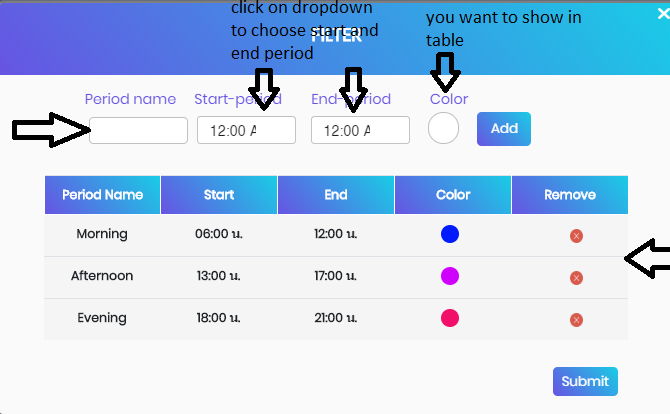 click on dropdown
to choose start and
end period
you want to show in
table
FILTER
Period name Start-period End-period Color
12:00 A 12:00 A Add
Period Name Start End Color Remove
Morning 06:00 น. 12:00 น.
Afternoon 13:00 น. 17:00 น.
Evening 18:00 น. 21:00 น.
Submit